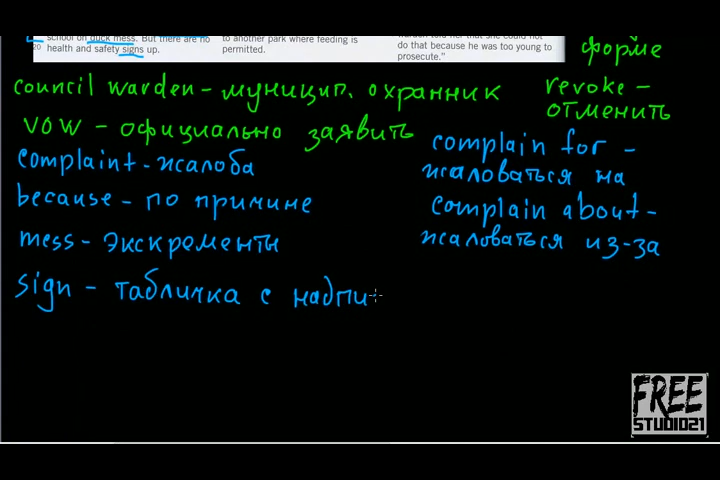 school on duck mess. But there are no
20 health and safety signs up.
to another park where feeding is
permitted.
do that because he was too young to
prosecute."
форме
council warden - муницип. охранник
revoke -
отменить
vow - официально заявить
complaint - жалоба
because - по причине
mess - экскременты
sign - табличка с надпи
complain for -
жаловаться на
complain about -
жаловаться из-за
FREE
STUDIO21